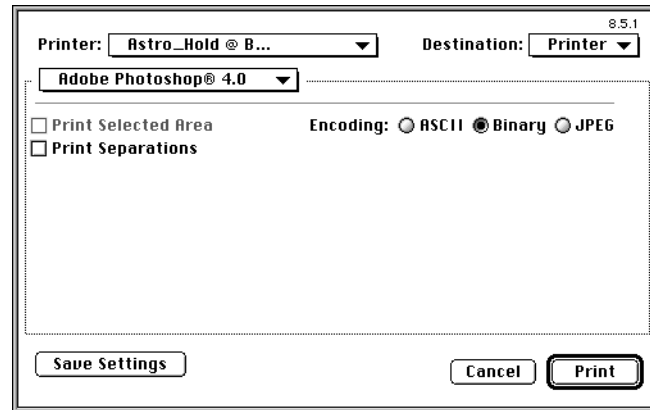 8.5.1
Printer: Astro_Hold @ B... Destination: Printer
Adobe Photoshop® 4.0
Print Selected Area Encoding: ASCII Binary JPEG
Print Separations
Save Settings Cancel Print